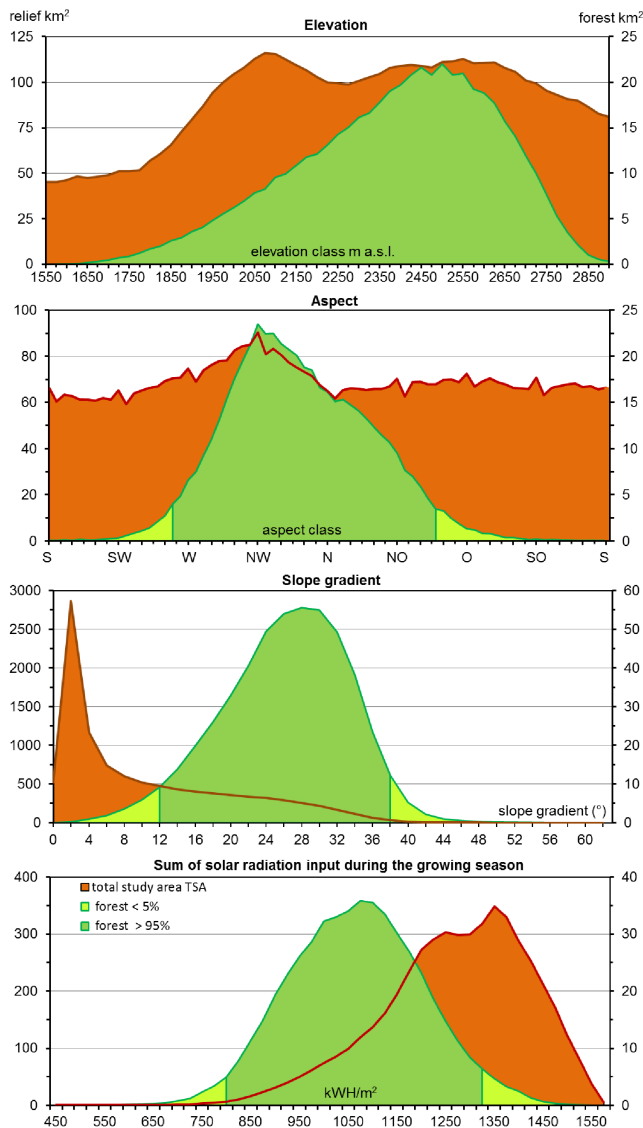 relief km² forest km²
Elevation
125 25
100 20
75 15
50 10
25 5
0 0
elevation class m a.s.l.
1550 1650 1750 1850 1950 2050 2150 2250 2350 2450 2550 2650 2750 2850
Aspect
100 25
80 20
60 15
40 10
20 5
0 0
aspect class
S SW W NW N NO O SO S
Slope gradient
3000 60
2500 50
2000 40
1500 30
1000 20
500 10
slope gradient (°)
0 0
0 4 8 12 16 20 24 28 32 36 40 44 48 52 56 60
Sum of solar radiation input during the growing season
400 40
total study area TSA
forest < 5%
forest > 95%
300 30
200 20
100 10
kWH/m²
0 0
450 550 650 750 850 950 1050 1150 1250 1350 1450 1550